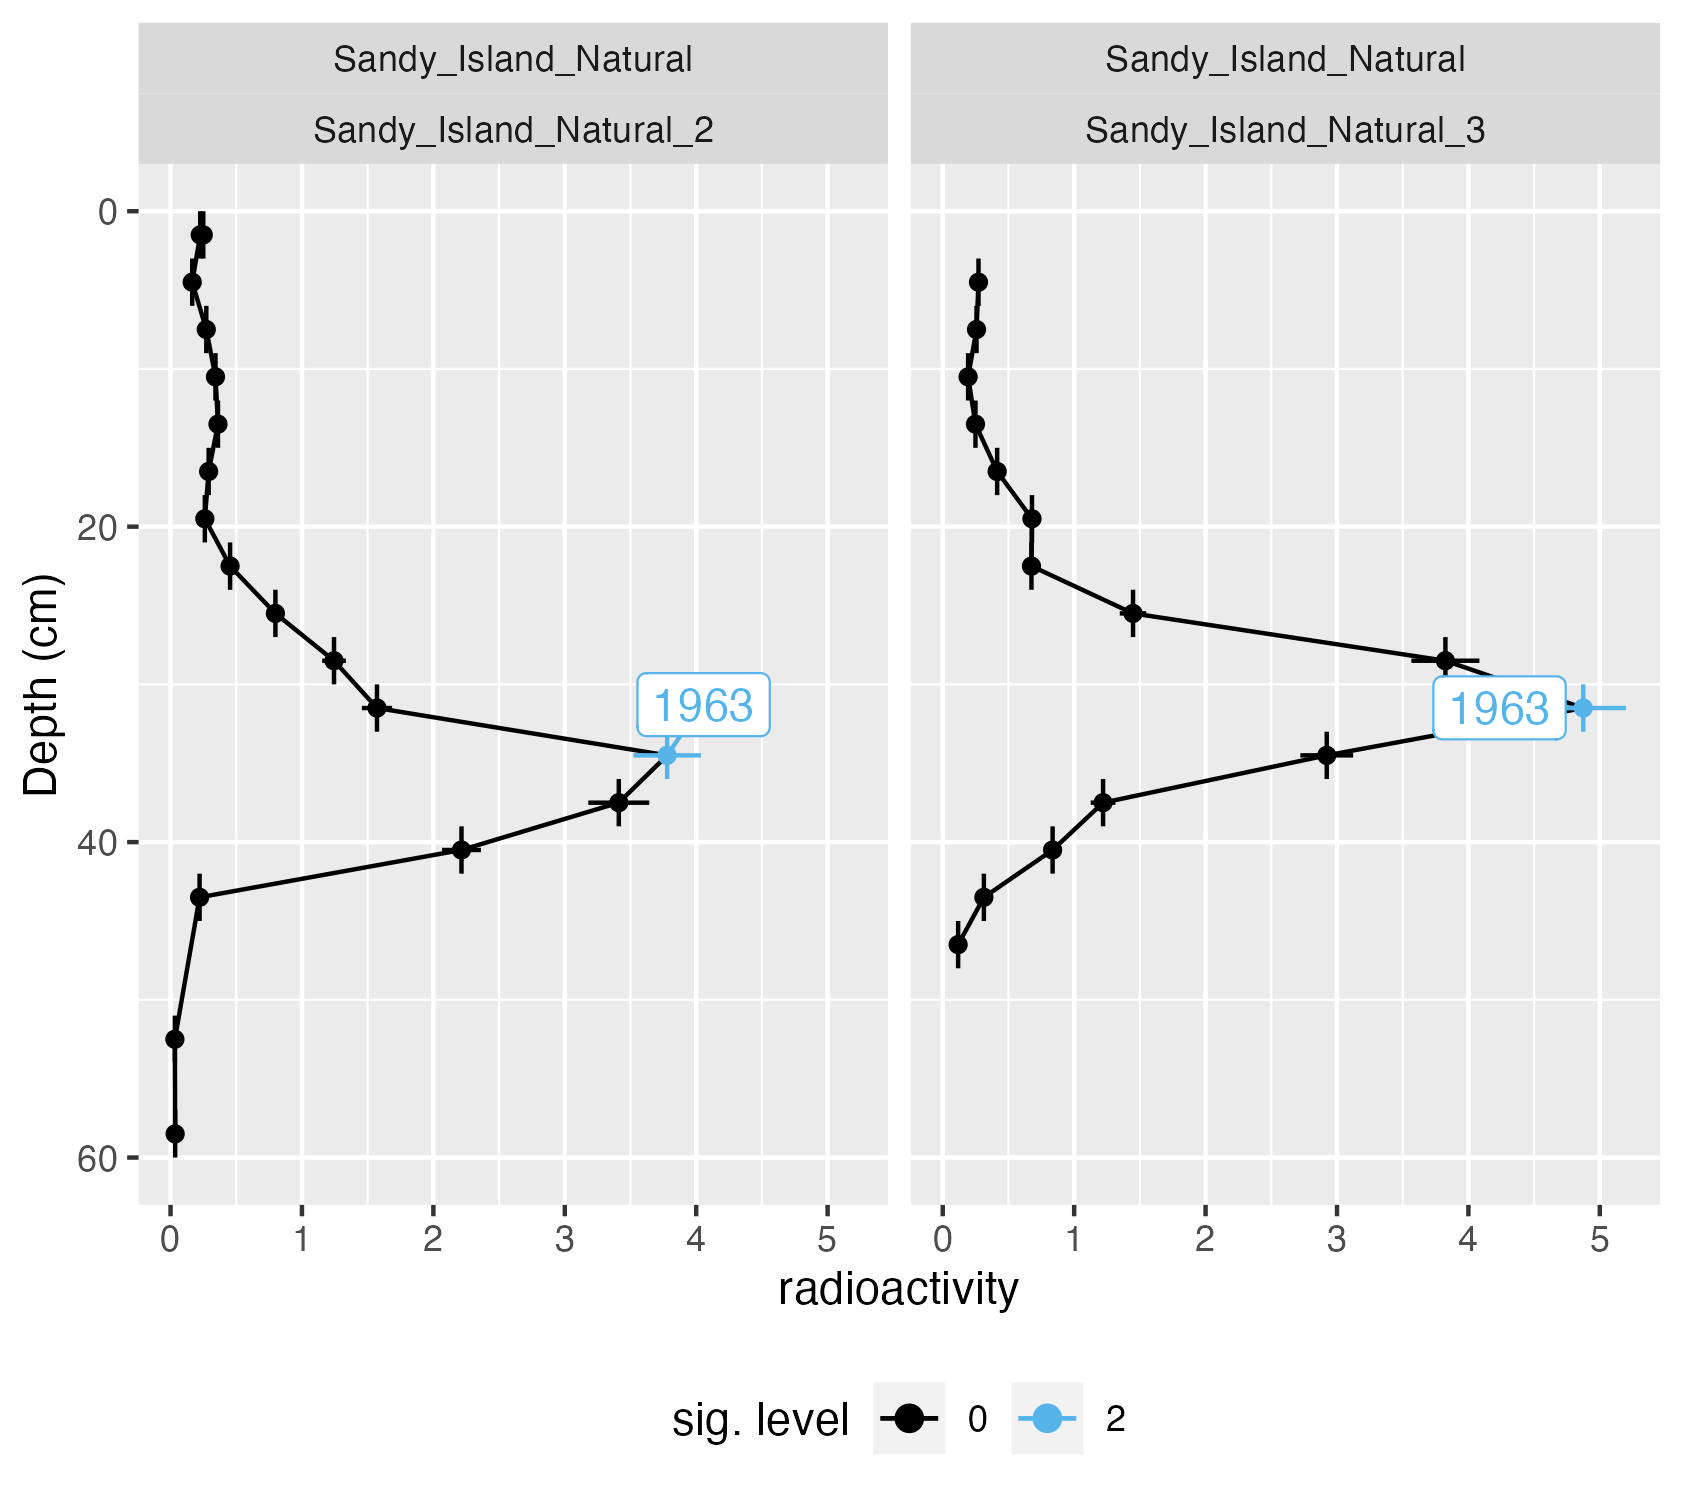 Sandy_Island_Natural
Sandy_Island_Natural
Sandy_Island_Natural_2
Sandy_Island_Natural_3
Depth (cm)
0
20
40
60
1963
1963
0 1 2 3 4 5
0 1 2 3 4 5
radioactivity
sig. level 0 2